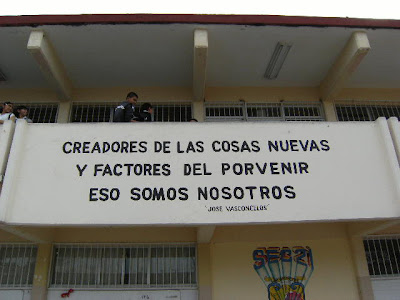 CREADORES DE LAS COSAS NUEVAS
Y FACTORES DEL PORVENIR
ESO SOMOS NOSOTROS
"JOSE VASCONCELOS"